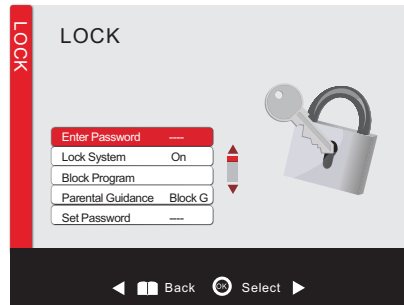 LOCK
LOCK
Enter Password ----
Lock System On
Block Program
Parental Guidance Block G
Set Password ----
Back OK Select